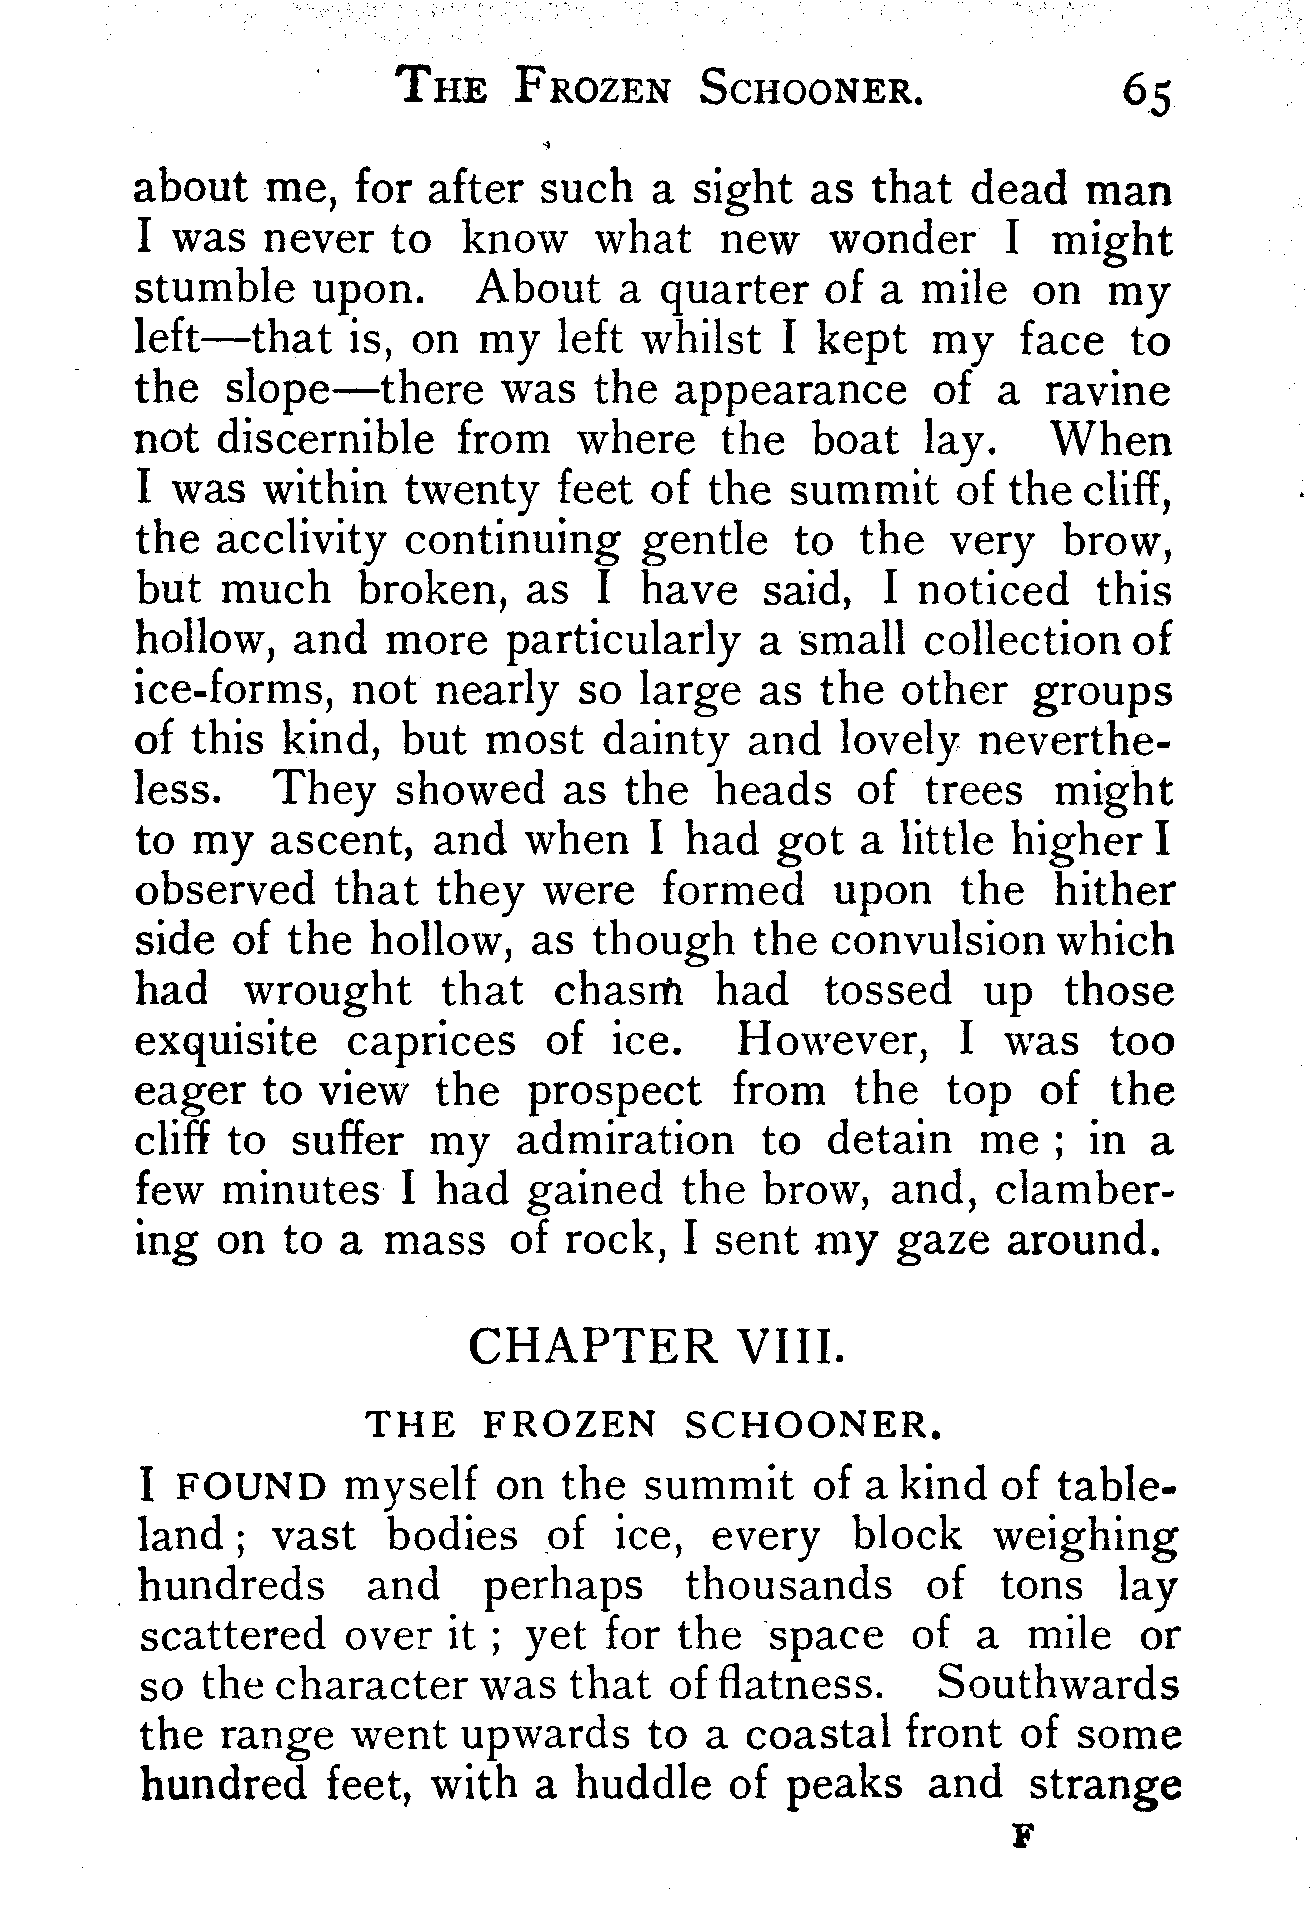 The Frozen Schooner. 65
about me, for after such a sight as that dead man
I was never to know what new wonder I might
stumble upon. About a quarter of a mile on my
left—that is, on my left whilst I kept my face to
the slope—there was the appearance of a ravine
not discernible from where the boat lay. When
I was within twenty feet of the summit of the cliff,
the acclivity continuing gentle to the very brow,
but much broken, as I have said, I noticed this
hollow, and more particularly a small collection of
ice-forms, not nearly so large as the other groups
of this kind, but most dainty and lovely neverthe-
less. They showed as the heads of trees might
to my ascent, and when I had got a little higher I
observed that they were formed upon the hither
side of the hollow, as though the convulsion which
had wrought that chasm had tossed up those
exquisite caprices of ice. However, I was too
eager to view the prospect from the top of the
cliff to suffer my admiration to detain me ; in a
few minutes I had gained the brow, and, clamber-
ing on to a mass of rock, I sent my gaze around.
CHAPTER VIII.
THE FROZEN SCHOONER.
I FOUND myself on the summit of a kind of table-
land ; vast bodies of ice, every block weighing
hundreds and perhaps thousands of tons lay
scattered over it ; yet for the space of a mile or
so the character was that of flatness. Southwards
the range went upwards to a coastal front of some
hundred feet, with a huddle of peaks and strange
F